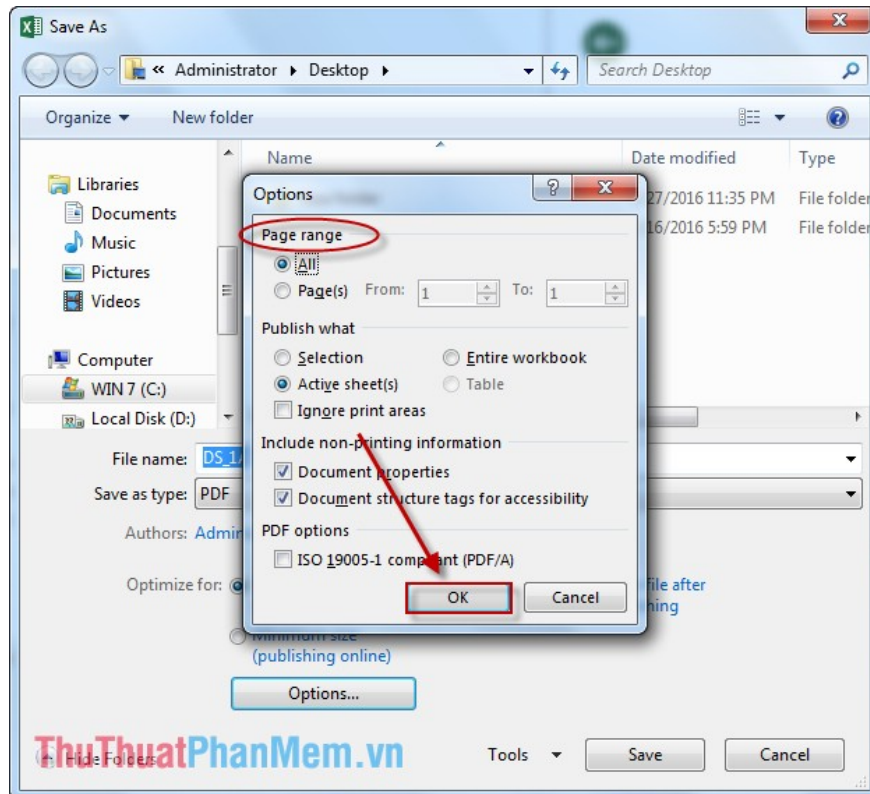 Save As
« Administrator Desktop
Search Desktop
Organize New folder
Name Date modified Type
Libraries
Documents
Music
Pictures
Videos
Computer
WIN 7 (C:)
Local Disk (D:)
27/2016 11:35 PM File folder
16/2016 5:59 PM File folder
Options
Page range
All
Page(s) From: 1 To: 1
Publish what
Selection Entire workbook
Active sheet(s) Table
Ignore print areas
Include non-printing information
Document properties
Document structure tags for accessibility
PDF options
ISO 19005-1 compliant (PDF/A)
OK Cancel
File name: DS_1
Save as type: PDF
Authors: Admin
Optimize for:
file after
Minimum size
(publishing online)
Options...
Hide Folders
ThuThuatPhanMem.vn
Tools Save Cancel